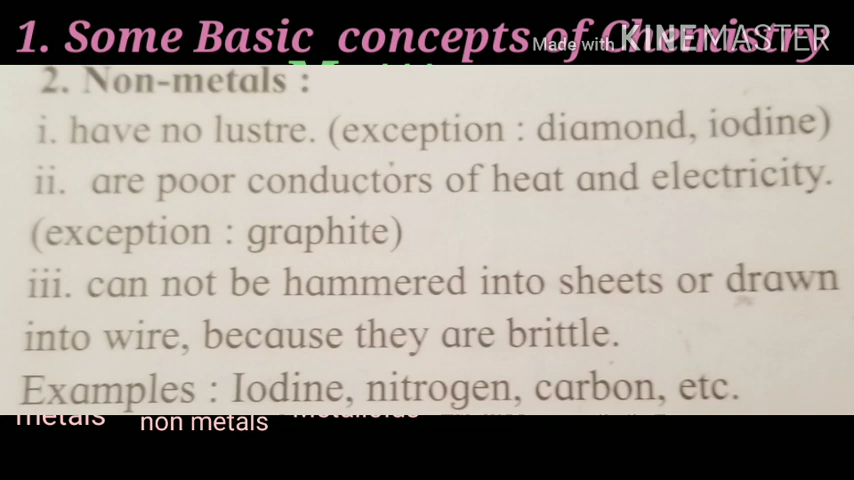 1. Some Basic concepts of Chemistry
Made with KINEMASTER
2. Non-metals :
i. have no lustre. (exception : diamond, iodine)
ii. are poor conductors of heat and electricity.
(exception : graphite)
iii. can not be hammered into sheets or drawn
into wire, because they are brittle.
Examples : Iodine, nitrogen, carbon, etc.
metals non metals Metalloids